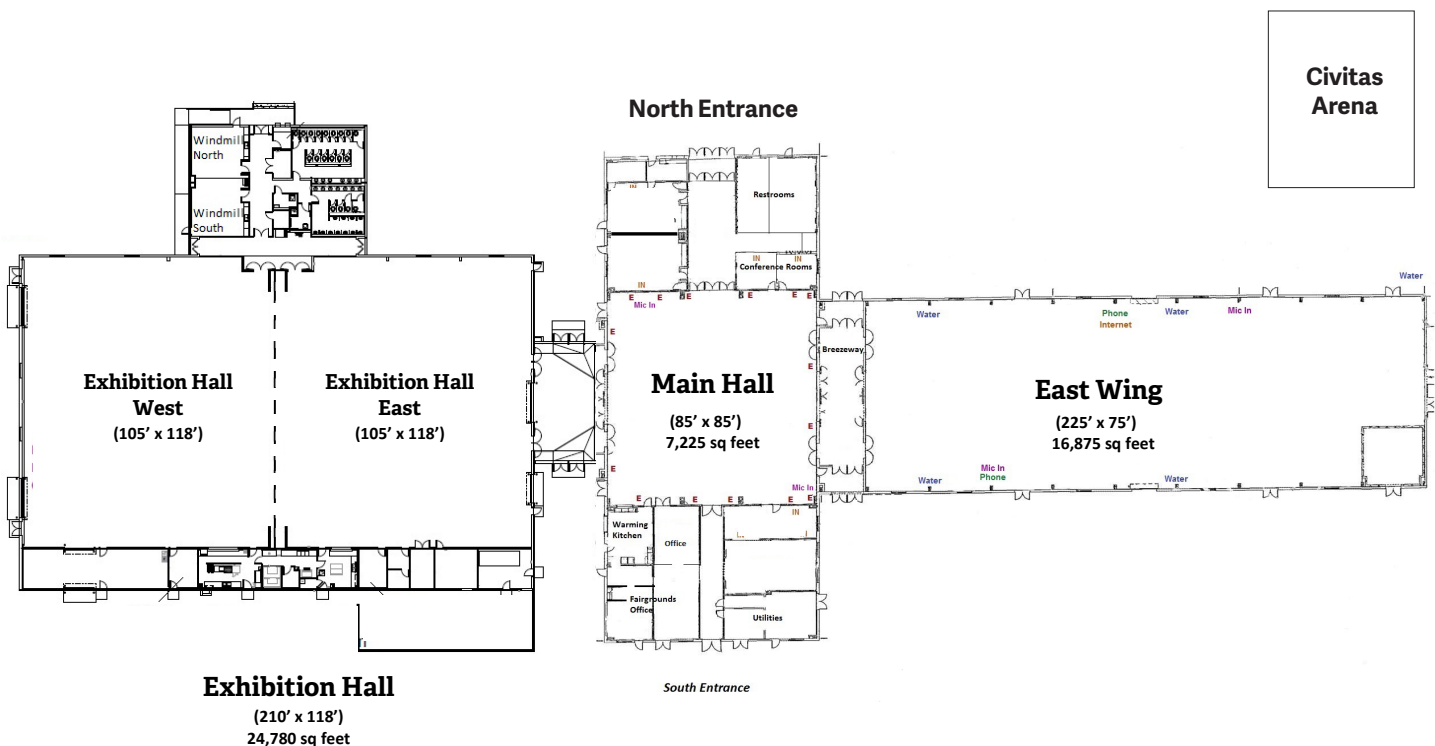 Civitas
Arena
North Entrance
Windmill
North
Windmill
South
Restrooms
IN
IN
IN
Conference Rooms
IN
Water
E
E
E
E
E
E
Mic In
Water
Phone
Internet
Water
Mic In
E
Breezeway
E
Exhibition Hall
West
(105’ x 118’)
Exhibition Hall
East
(105’ x 118’)
Main Hall
(85’ x 85’)
7,225 sq feet
East Wing
(225’ x 75’)
16,875 sq feet
E
E
Mic In
Phone
Water
Water
Mic In
E
E
E
E
E
IN
Warming
Kitchen
Office
Fairgrounds
Office
Utilities
South Entrance
Exhibition Hall
(210’ x 118’)
24,780 sq feet